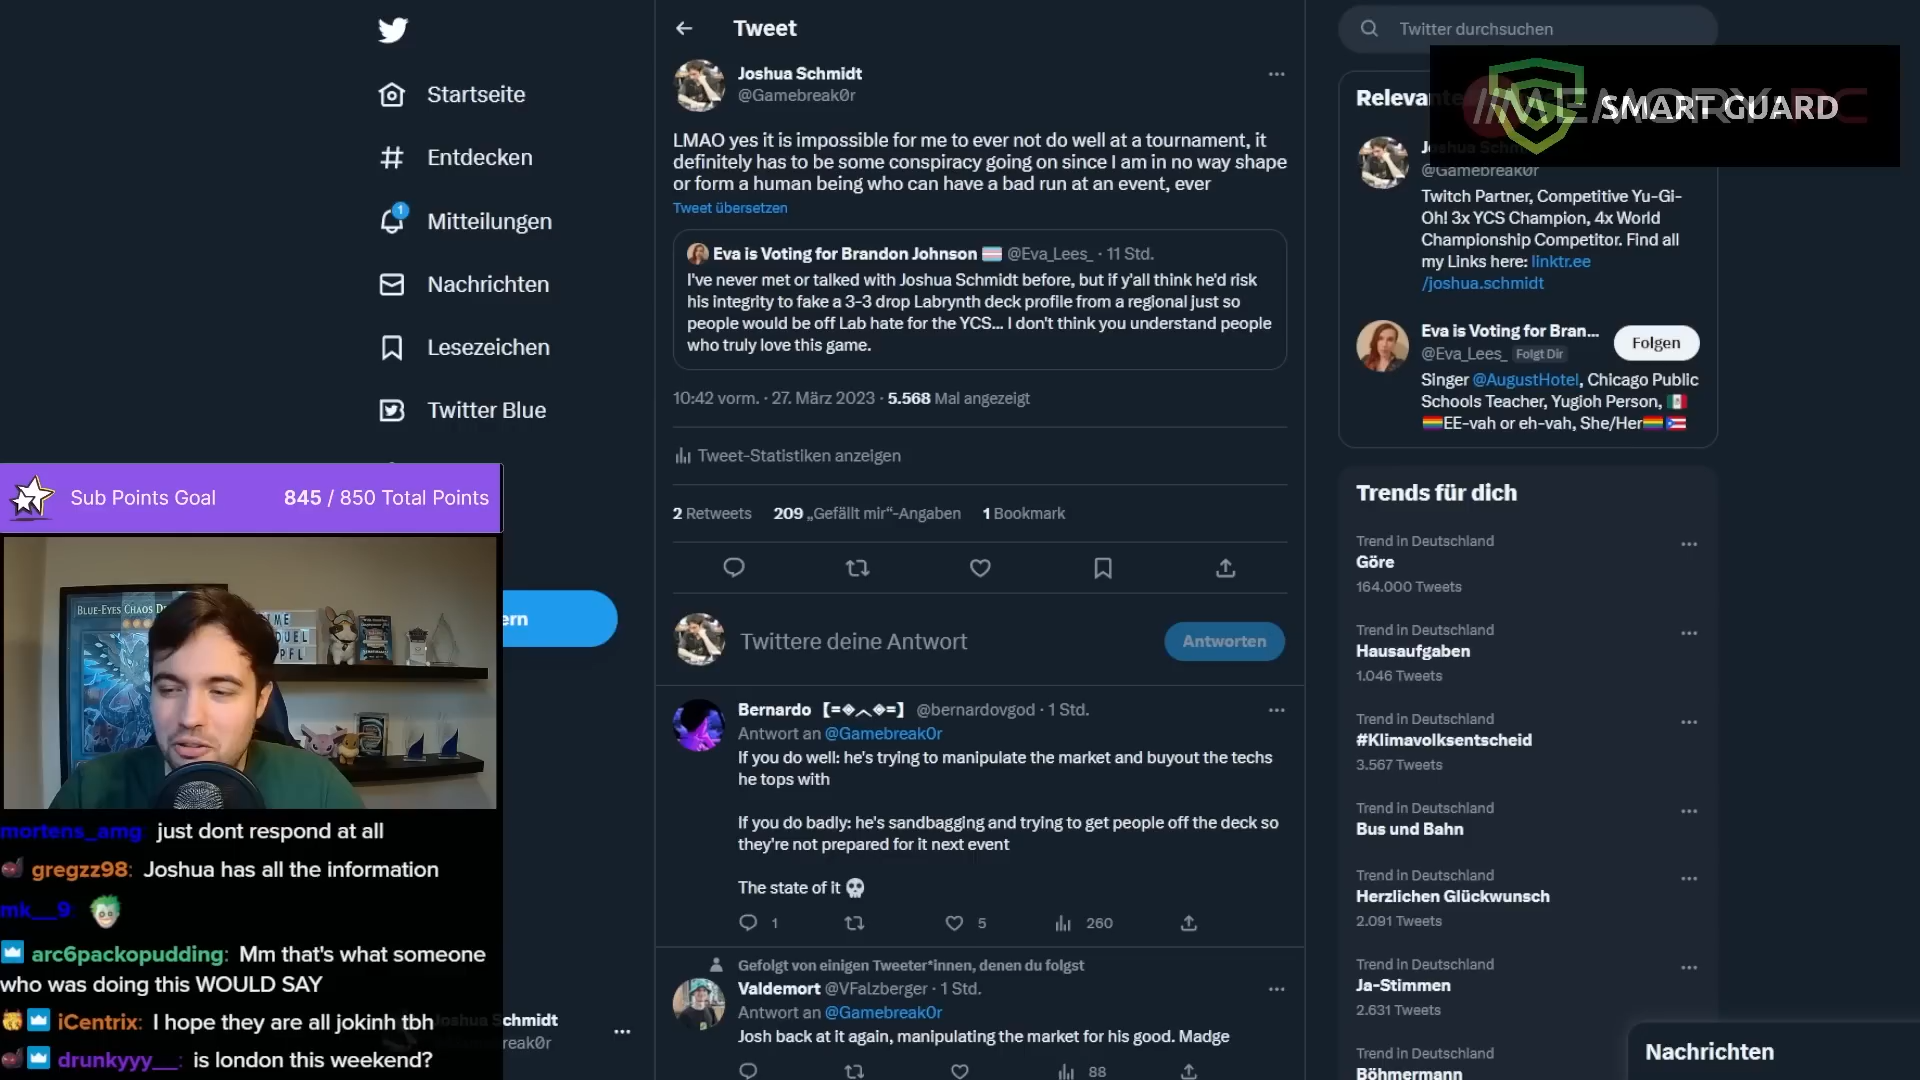 Startseite
Entdecken
1
Mitteilungen
Nachrichten
Lesezeichen
Twitter Blue
Sub Points Goal 845 / 850 Total Points
BLUE-EYES CHAOS
DUEL
ern
mortens_amg: just dont respond at all
gregzz98: Joshua has all the information
mk__9:
arc6packopudding: Mm that's what someone
who was doing this WOULD SAY
iCentrix: I hope they are all jokinh tbh
drunkyyy__: is london this weekend?
Tweet
Joshua Schmidt
@Gamebreak0r
LMAO yes it is impossible for me to ever not do well at a tournament, it
definitely has to be some conspiracy going on since I am in no way shape
or form a human being who can have a bad run at an event, ever
Tweet übersetzen
Eva is Voting for Brandon Johnson @Eva_Lees_ · 11 Std.
I've never met or talked with Joshua Schmidt before, but if y'all think he'd risk
his integrity to fake a 3-3 drop Labrynth deck profile from a regional just so
people would be off Lab hate for the YCS... I don't think you understand people
who truly love this game.
10:42 vorm. · 27. März 2023 · 5.568 Mal angezeigt
Tweet-Statistiken anzeigen
2 Retweets 209 „Gefällt mir“-Angaben 1 Bookmark
Twittere deine Antwort
Antworten
Bernardo 【=◈︿◈=】 @bernardovgod · 1 Std.
Antwort an @Gamebreak0r
If you do well: he's trying to manipulate the market and buyout the techs
he tops with
If you do badly: he's sandbagging and trying to get people off the deck so
they're not prepared for it next event
The state of it 💀
1 5 260
Gefolgt von einigen Tweeter*innen, denen du folgst
Valdemort @VFalzberger · 1 Std.
Antwort an @Gamebreak0r
Josh back at it again, manipulating the market for his good. Madge
88
Twitter durchsuchen
SMART GUARD
MEMORY PC
Relevan
@Gamebreak0r
Twitch Partner, Competitive Yu-Gi-
Oh! 3x YCS Champion, 4x World
Championship Competitor. Find all
my Links here: linktr.ee
/joshua.schmidt
Eva is Voting for Bran...
@Eva_Lees_ Folgt Dir
Folgen
Singer @AugustHotel, Chicago Public
Schools Teacher, Yugioh Person, 🇲🇽
🏳️‍🌈EE-vah or eh-vah, She/Her🏳️‍🌈🇵🇷
Trends für dich
Trend in Deutschland
Göre
164.000 Tweets
Trend in Deutschland
Hausaufgaben
1.046 Tweets
Trend in Deutschland
#Klimavolksentscheid
3.567 Tweets
Trend in Deutschland
Bus und Bahn
Trend in Deutschland
Herzlichen Glückwunsch
2.091 Tweets
Trend in Deutschland
Ja-Stimmen
2.631 Tweets
Trend in Deutschland
Böhmermann
Nachrichten